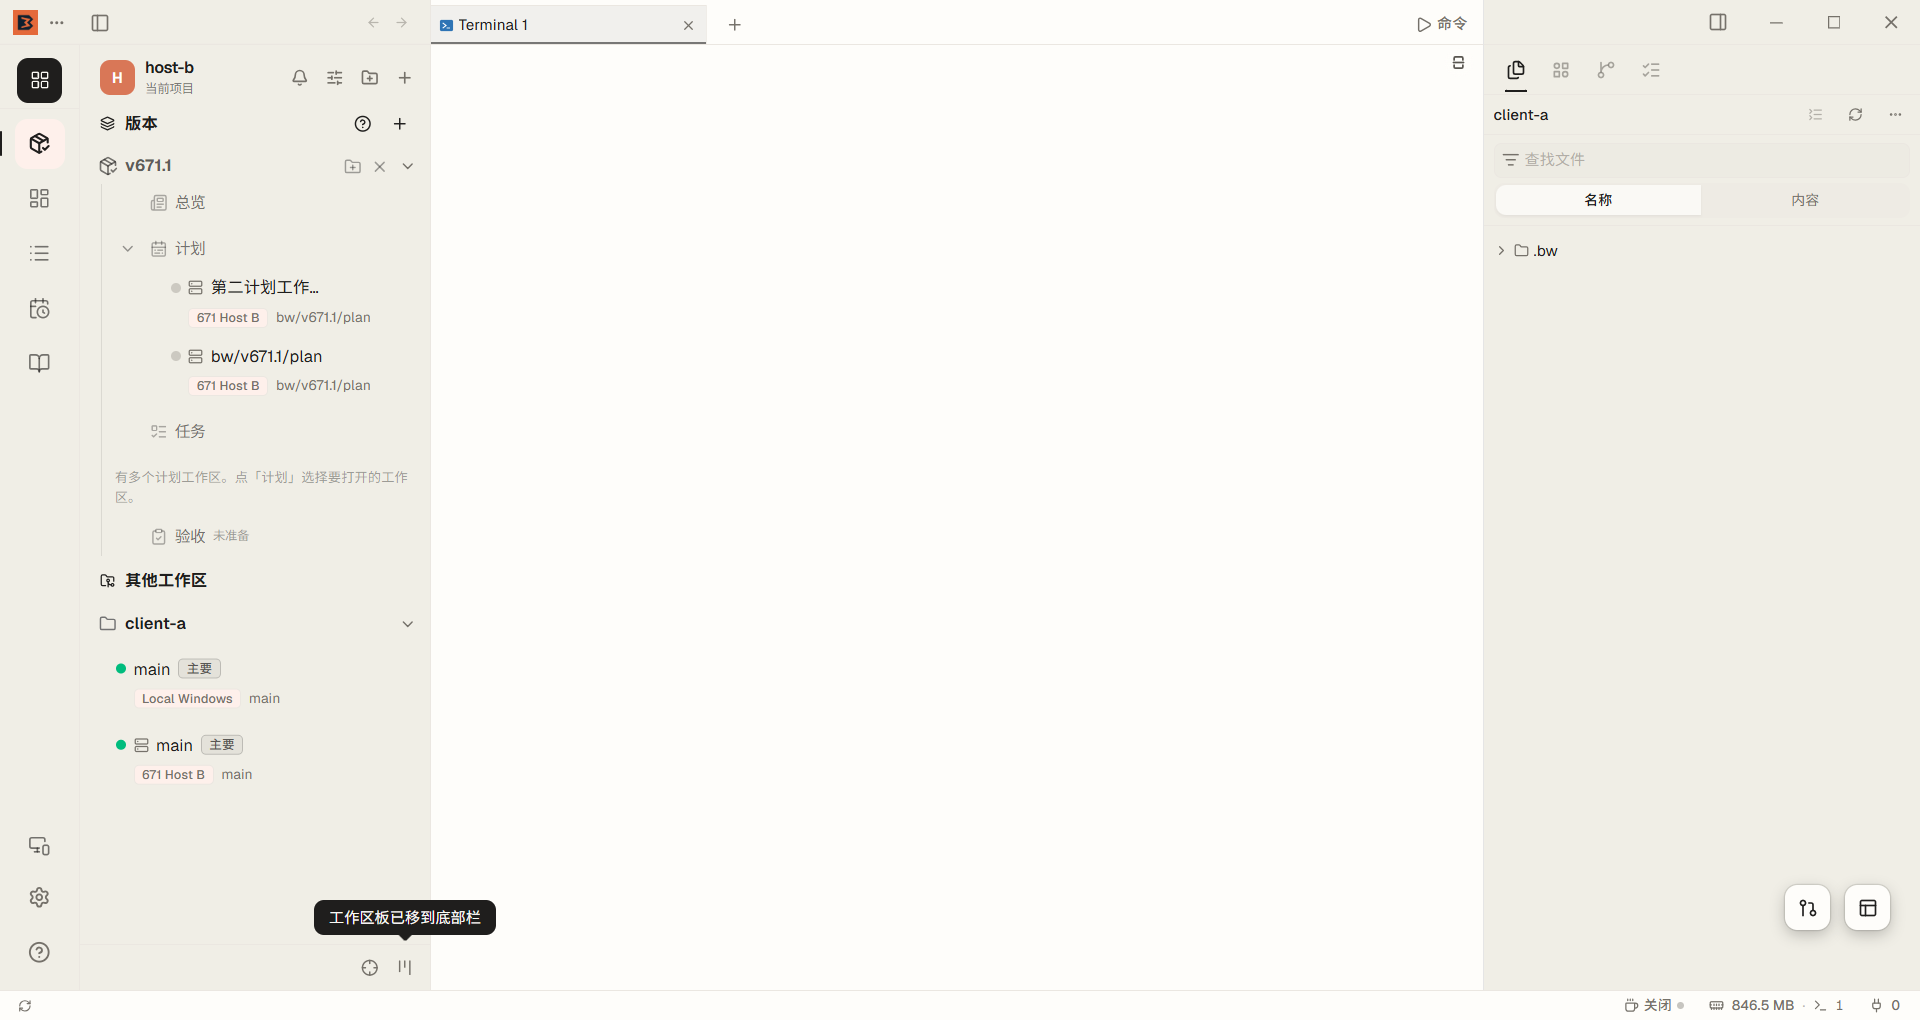 Terminal 1
命令
H
host-b
当前项目
版本
v671.1
总览
计划
第二计划工作...
671 Host B bw/v671.1/plan
bw/v671.1/plan
671 Host B bw/v671.1/plan
任务
有多个计划工作区。点「计划」选择要打开的工作
区。
验收 未准备
其他工作区
client-a
main 主要
Local Windows main
main 主要
671 Host B main
工作区板已移到底部栏
client-a
查找文件
名称 内容
.bw
关闭 846.5 MB · 1 0